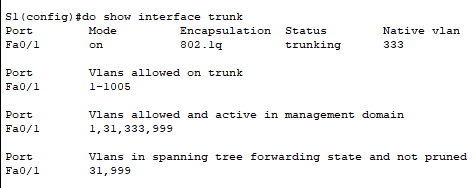 S1(config)#do show interface trunk
Port Mode Encapsulation Status Native vlan
Fa0/1 on 802.1q trunking 333
Port Vlans allowed on trunk
Fa0/1 1-1005
Port Vlans allowed and active in management domain
Fa0/1 1,31,333,999
Port Vlans in spanning tree forwarding state and not pruned
Fa0/1 31,999